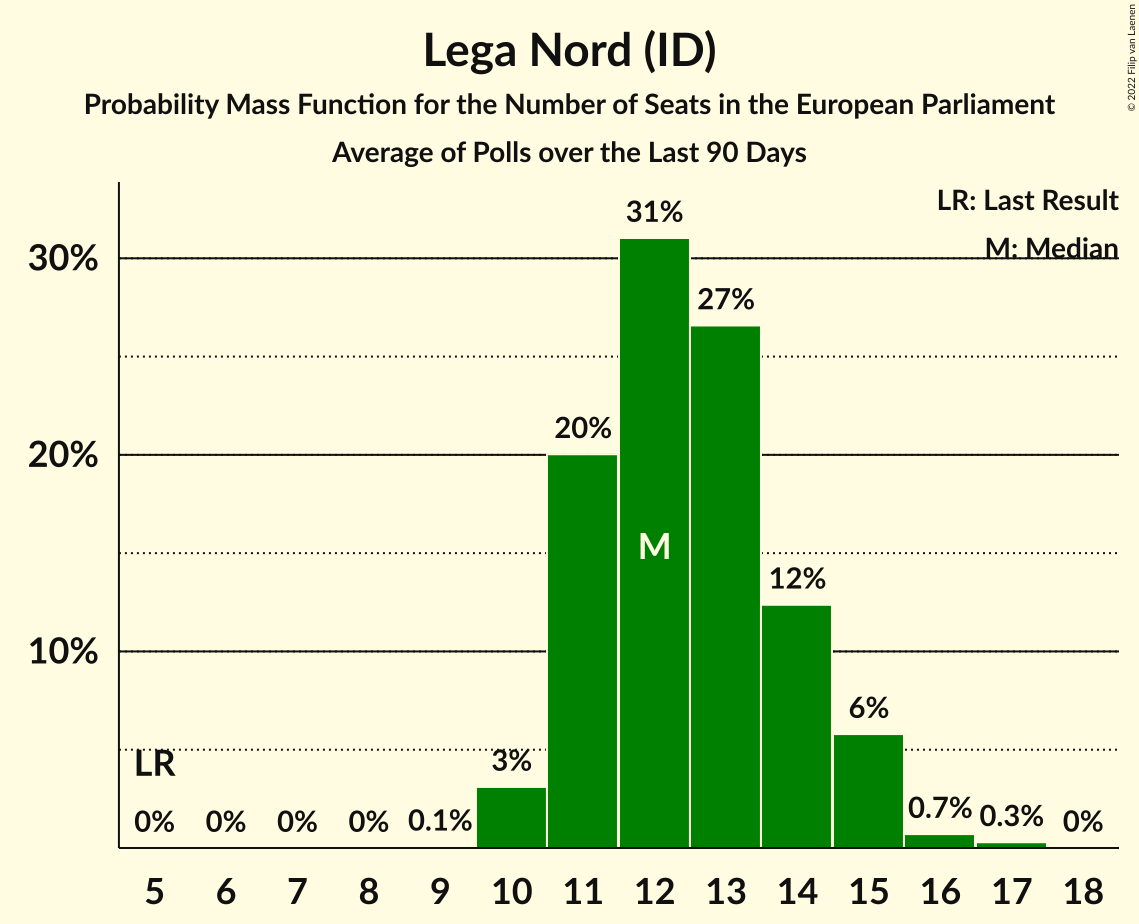 Lega Nord (ID)
Probability Mass Function for the Number of Seats in the European Parliament
Average of Polls over the Last 90 Days
© 2022 Filip van Laenen
LR: Last Result
M: Median
30%
20%
10%
31%
27%
20%
M
12%
6%
LR
3%
0% 0% 0% 0% 0.1% 0.7% 0.3% 0%
5 6 7 8 9 10 11 12 13 14 15 16 17 18